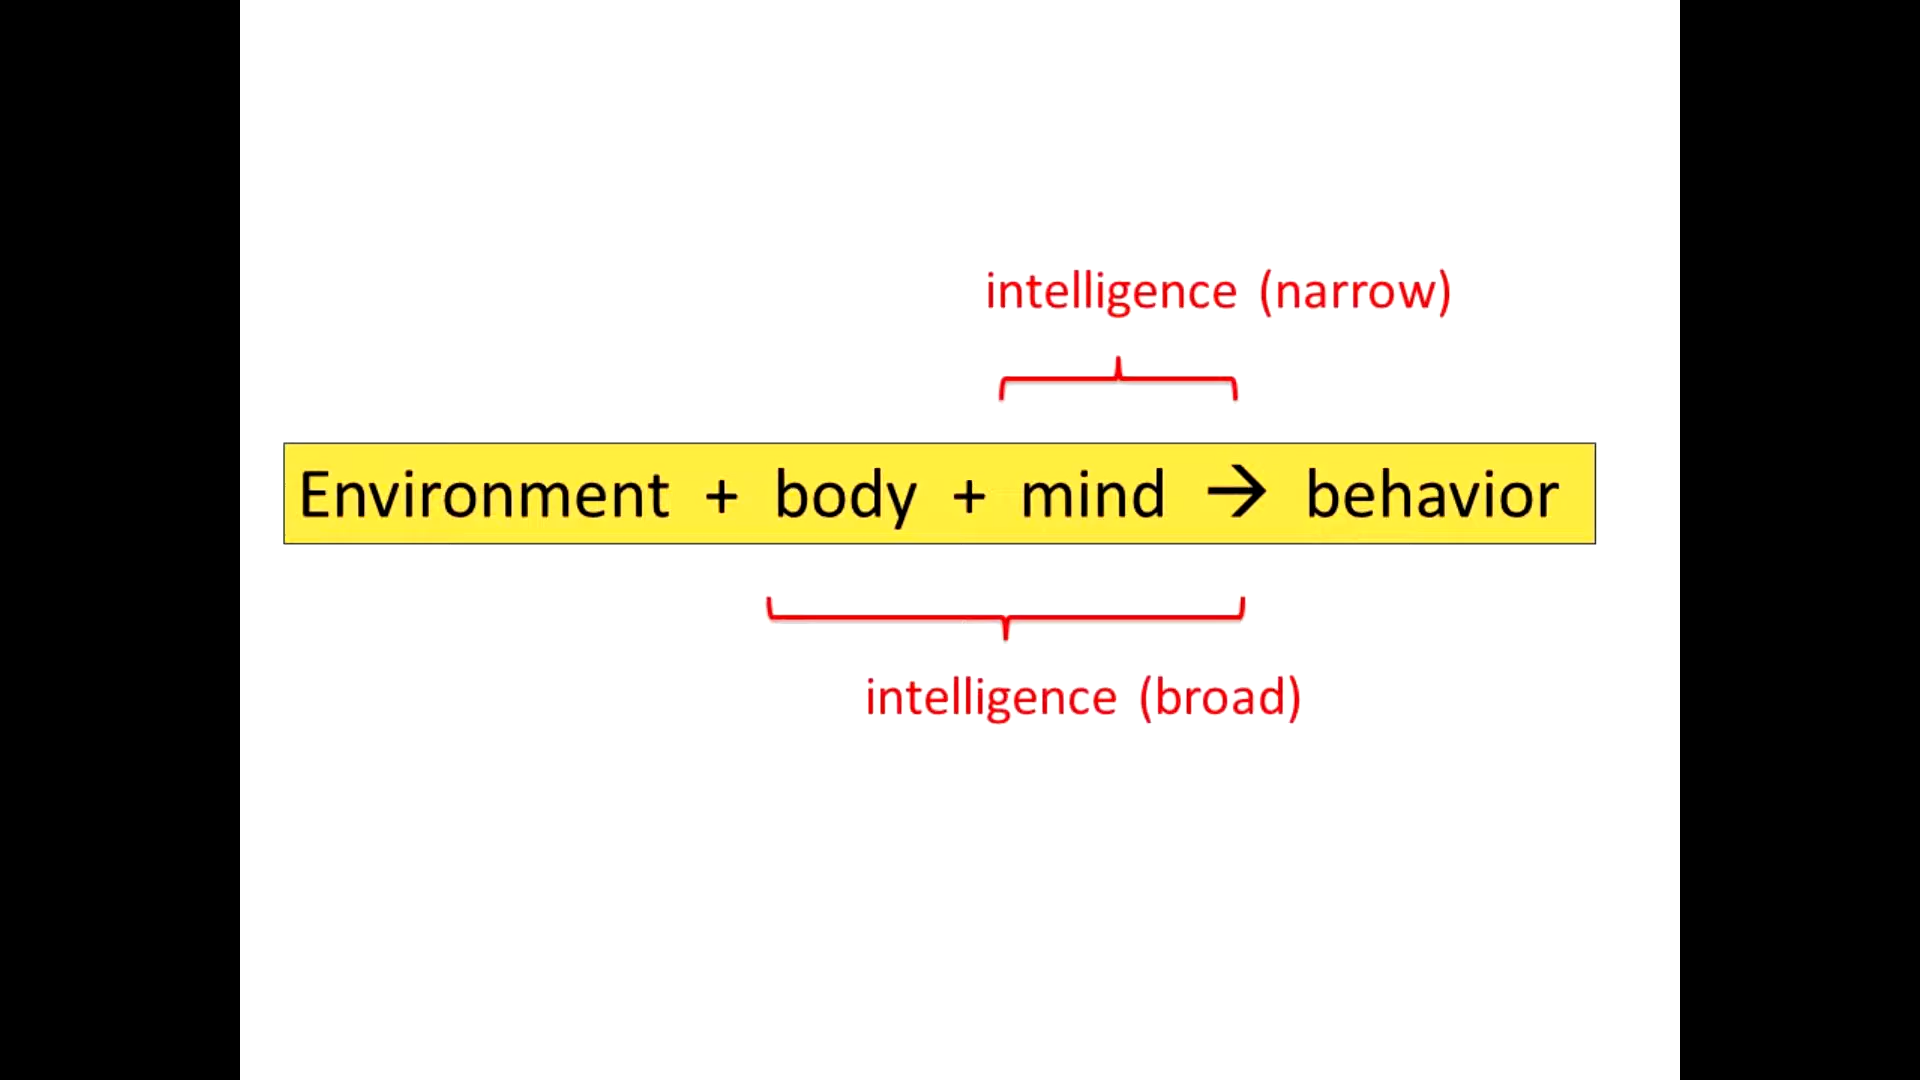 intelligence (narrow)
Environment + body + mind → behavior
intelligence (broad)